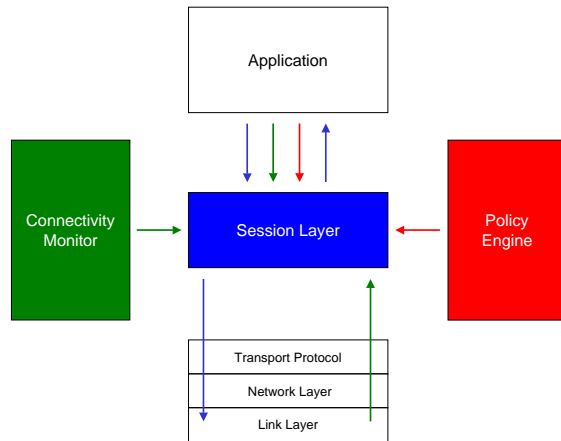 Application
Connectivity
Monitor
Session Layer
Policy
Engine
Transport Protocol
Network Layer
Link Layer